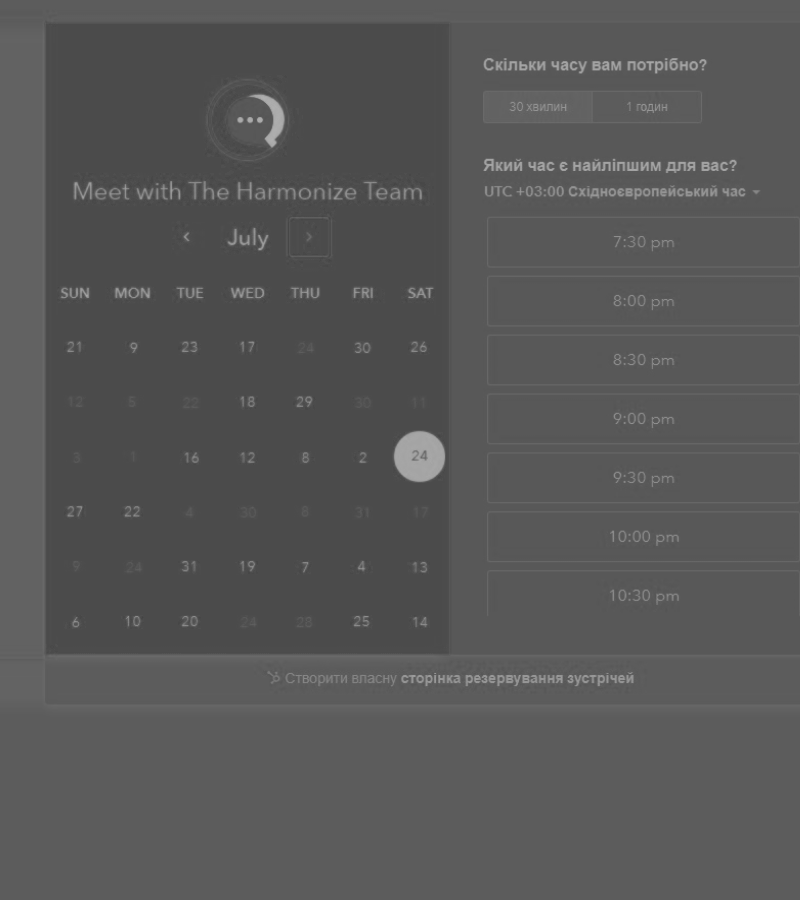 Meet with The Harmonize Team
July
SUN MON TUE WED THU FRI SAT
21 9 23 17 24 30 26
12 5 22 18 29 30 11
3 1 16 12 8 2 24
27 22 4 30 8 31 17
9 24 31 19 7 4 13
6 10 20 24 28 25 14
Скільки часу вам потрібно?
30 хвилин 1 годин
Який час є найліпшим для вас?
UTC +03:00 Східноєвропейський час
7:30 pm
8:00 pm
8:30 pm
9:00 pm
9:30 pm
10:00 pm
10:30 pm
Створити власну сторінка резервування зустрічей